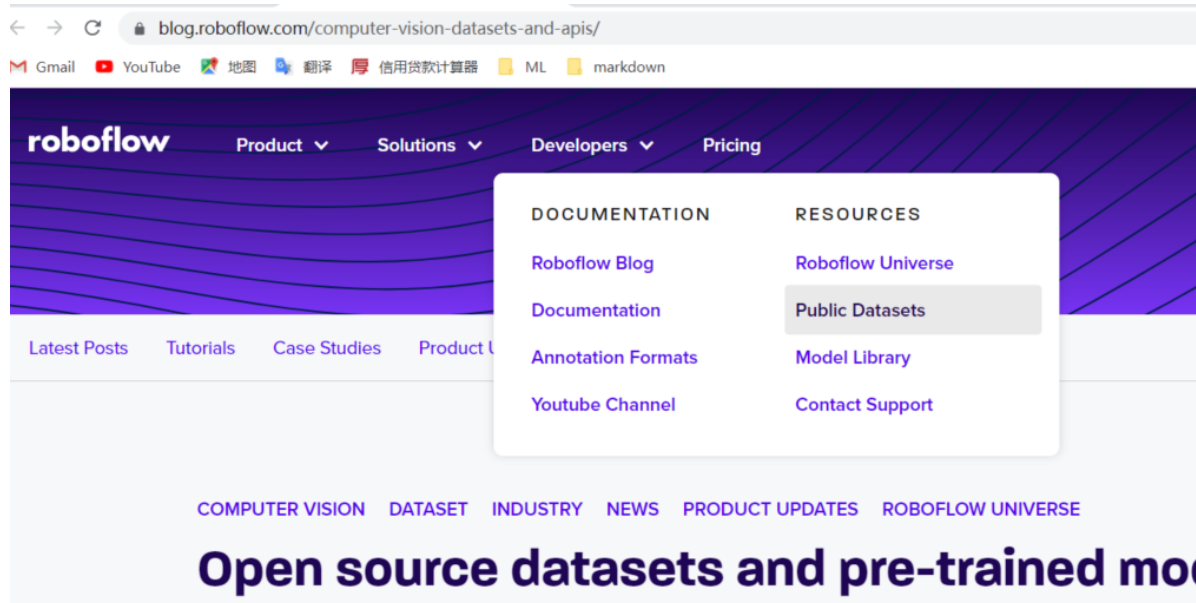 blog.roboflow.com/computer-vision-datasets-and-apis/
Gmail YouTube 地图 翻译 信用贷款计算器 ML markdown
roboflow Product Solutions Developers Pricing
DOCUMENTATION RESOURCES
Roboflow Blog Roboflow Universe
Documentation Public Datasets
Latest Posts Tutorials Case Studies Product
Annotation Formats Model Library
Youtube Channel Contact Support
COMPUTER VISION DATASET INDUSTRY NEWS PRODUCT UPDATES ROBOFLOW UNIVERSE
Open source datasets and pre-trained